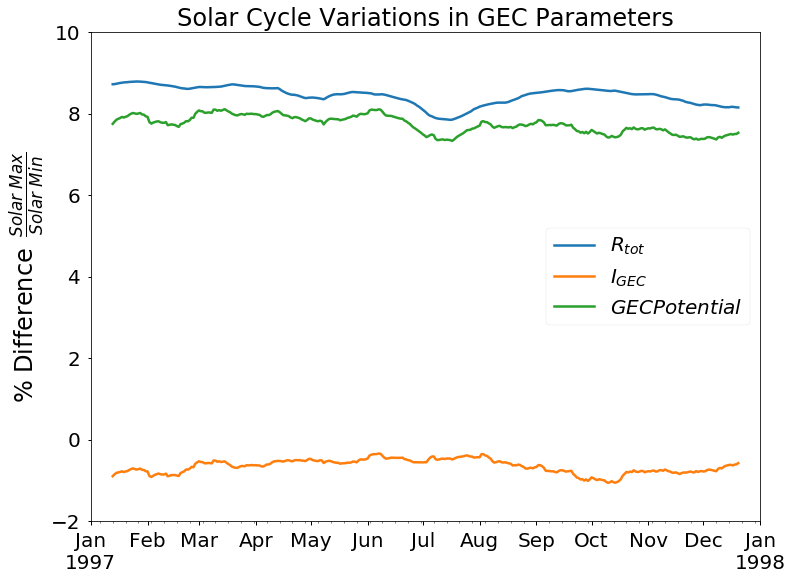 Solar Cycle Variations in GEC Parameters
% Difference Solar Max / Solar Min
10
8
6
4
2
0
−2
R_tot
I_GEC
GECPotential
Jan Feb Mar Apr May Jun Jul Aug Sep Oct Nov Dec Jan
1997 1998